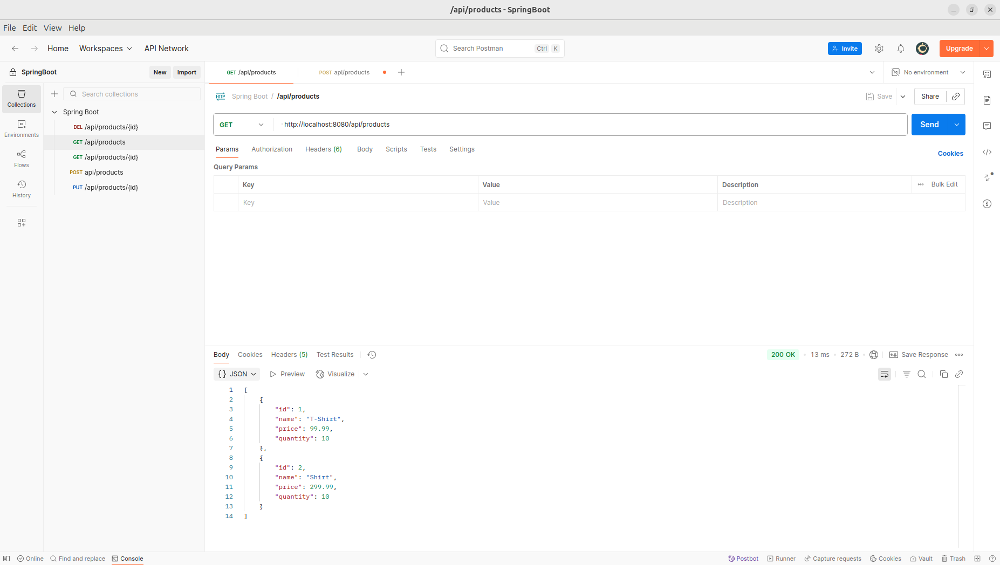 /api/products - SpringBoot
File Edit View Help
Home Workspaces API Network Search Postman Ctrl K Invite Upgrade
SpringBoot New Import GET /api/products POST api/products No environment
Collections
Environments
Flows
History
Search collections
Spring Boot
DEL /api/products/{id}
GET /api/products
GET /api/products/{id}
POST api/products
PUT /api/products/{id}
HTTP Spring Boot / /api/products Save Share
GET http://localhost:8080/api/products Send
Params Authorization Headers (6) Body Scripts Tests Settings Cookies
Query Params
Key Value Description ••• Bulk Edit
Key Value Description
Body Cookies Headers (5) Test Results 200 OK • 13 ms • 272 B • e.g. Save Response •••
{} JSON Preview Visualize
1 [
2 {
3 "id": 1,
4 "name": "T-Shirt",
5 "price": 99.99,
6 "quantity": 10
7 },
8 {
9 "id": 2,
10 "name": "Shirt",
11 "price": 299.99,
12 "quantity": 10
13 }
14 ]
Online Find and replace Console Postbot Runner Capture requests Cookies Vault Trash